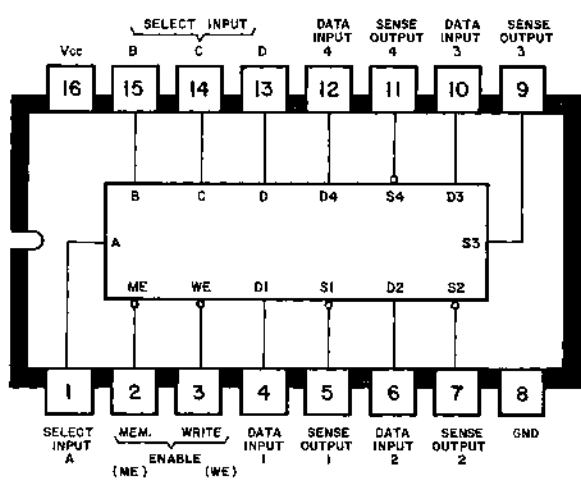 SELECT INPUT
DATA INPUT 4
SENSE OUTPUT 4
DATA INPUT 3
SENSE OUTPUT 3
Vcc
B
C
D
16
15
14
13
12
11
10
9
B
C
D
D4
S4
D3
A
S3
ME
WE
D1
S1
D2
S2
1
2
3
4
5
6
7
8
SELECT INPUT A
MEM.
WRITE
ENABLE
(ME)
(WE)
DATA INPUT 1
SENSE OUTPUT 1
DATA INPUT 2
SENSE OUTPUT 2
GND